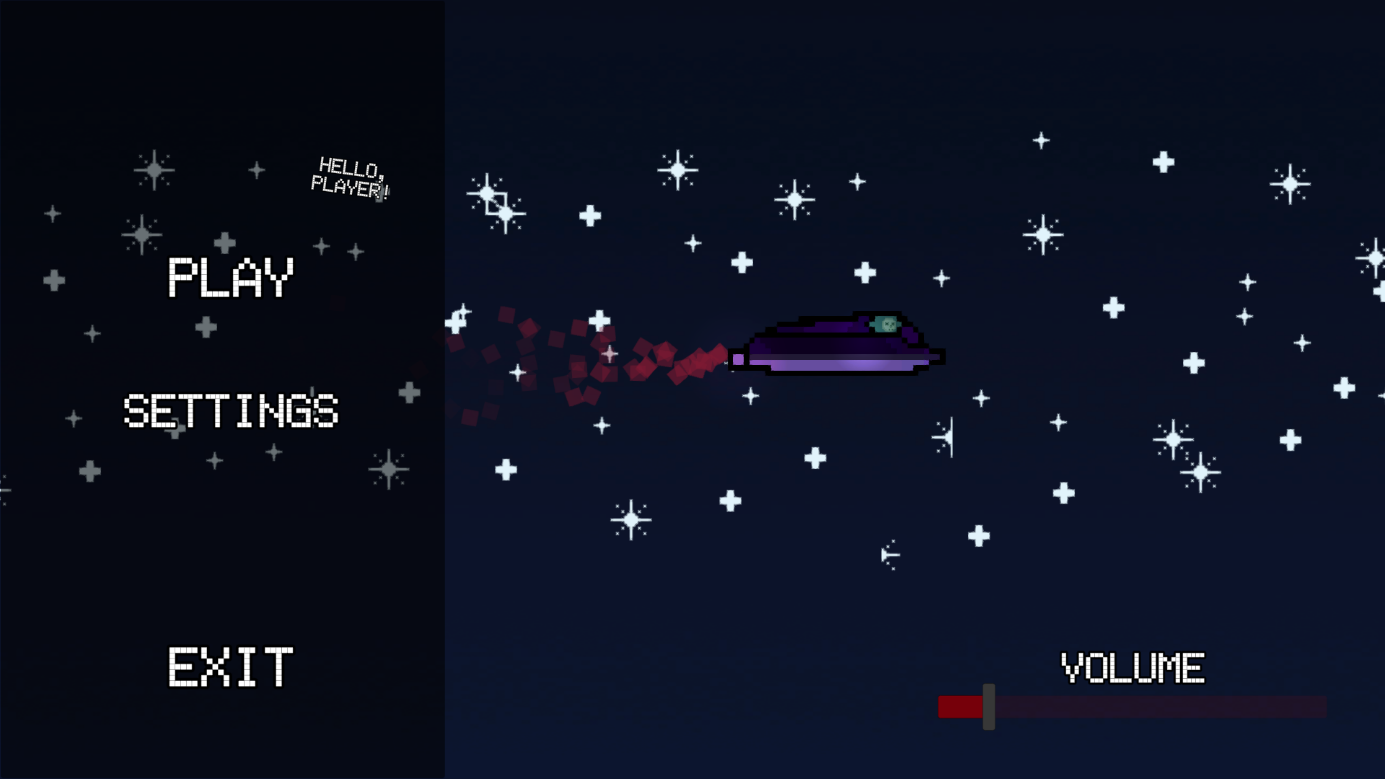 HELLO,
PLAYER!
PLAY
SETTINGS
EXIT
VOLUME